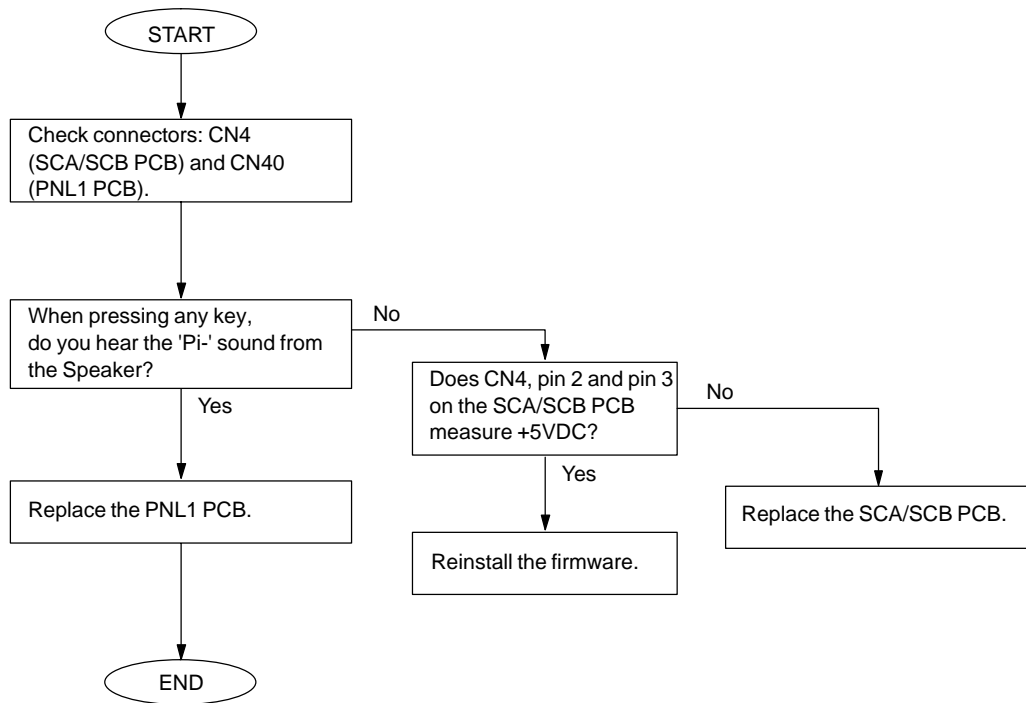 START
Check connectors: CN4
(SCA/SCB PCB) and CN40
(PNL1 PCB).
When pressing any key,
do you hear the 'Pi-' sound from
the Speaker?
No
Yes
Does CN4, pin 2 and pin 3
on the SCA/SCB PCB
measure +5VDC?
No
Yes
Replace the PNL1 PCB.
Reinstall the firmware.
Replace the SCA/SCB PCB.
END